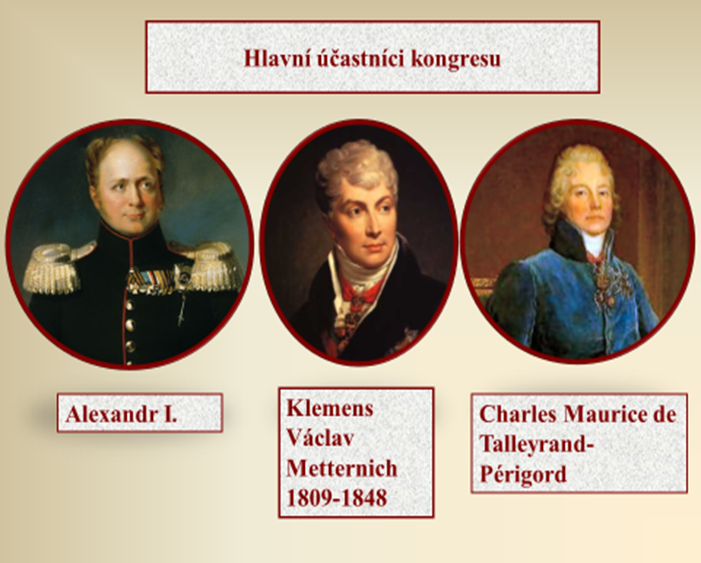 Hlavní účastníci kongresu
Alexandr I.
Klemens
Václav
Metternich
1809-1848
Charles Maurice de
Talleyrand-
Périgord